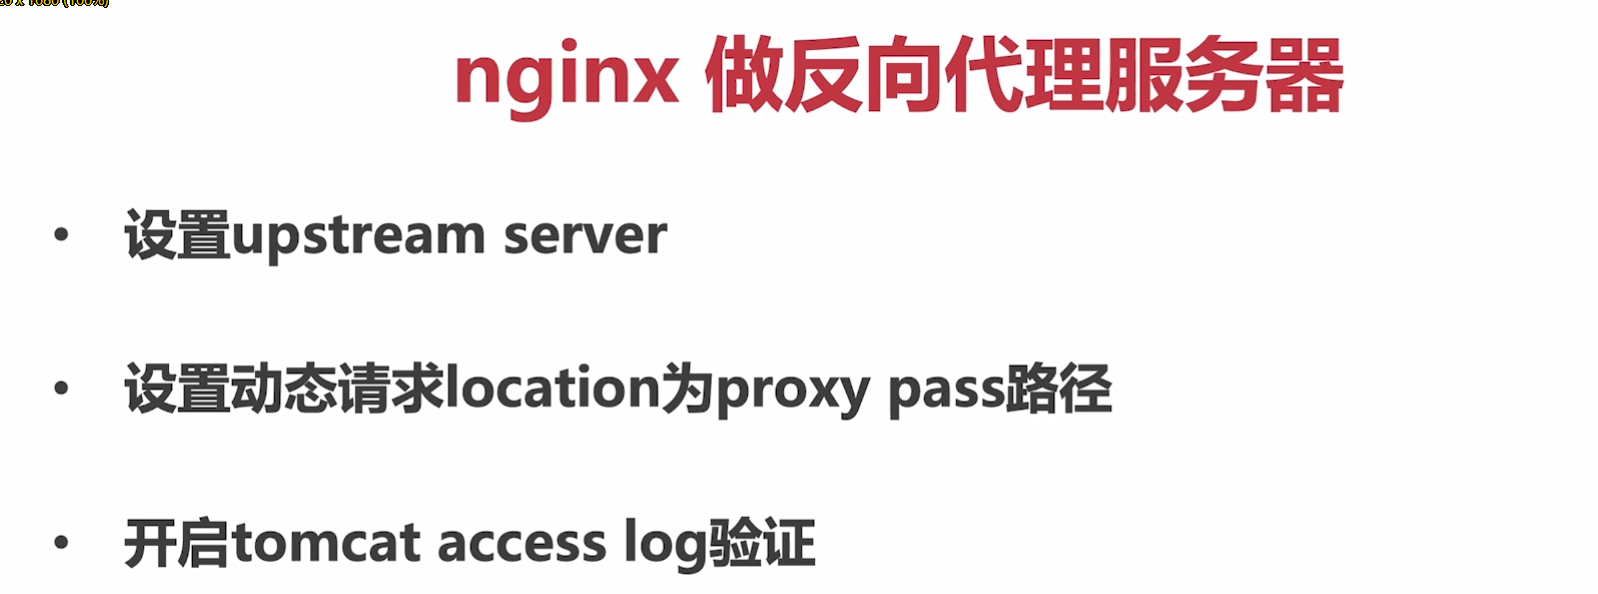 nginx 做反向代理服务器
• 设置upstream server
• 设置动态请求location为proxy pass路径
• 开启tomcat access log验证